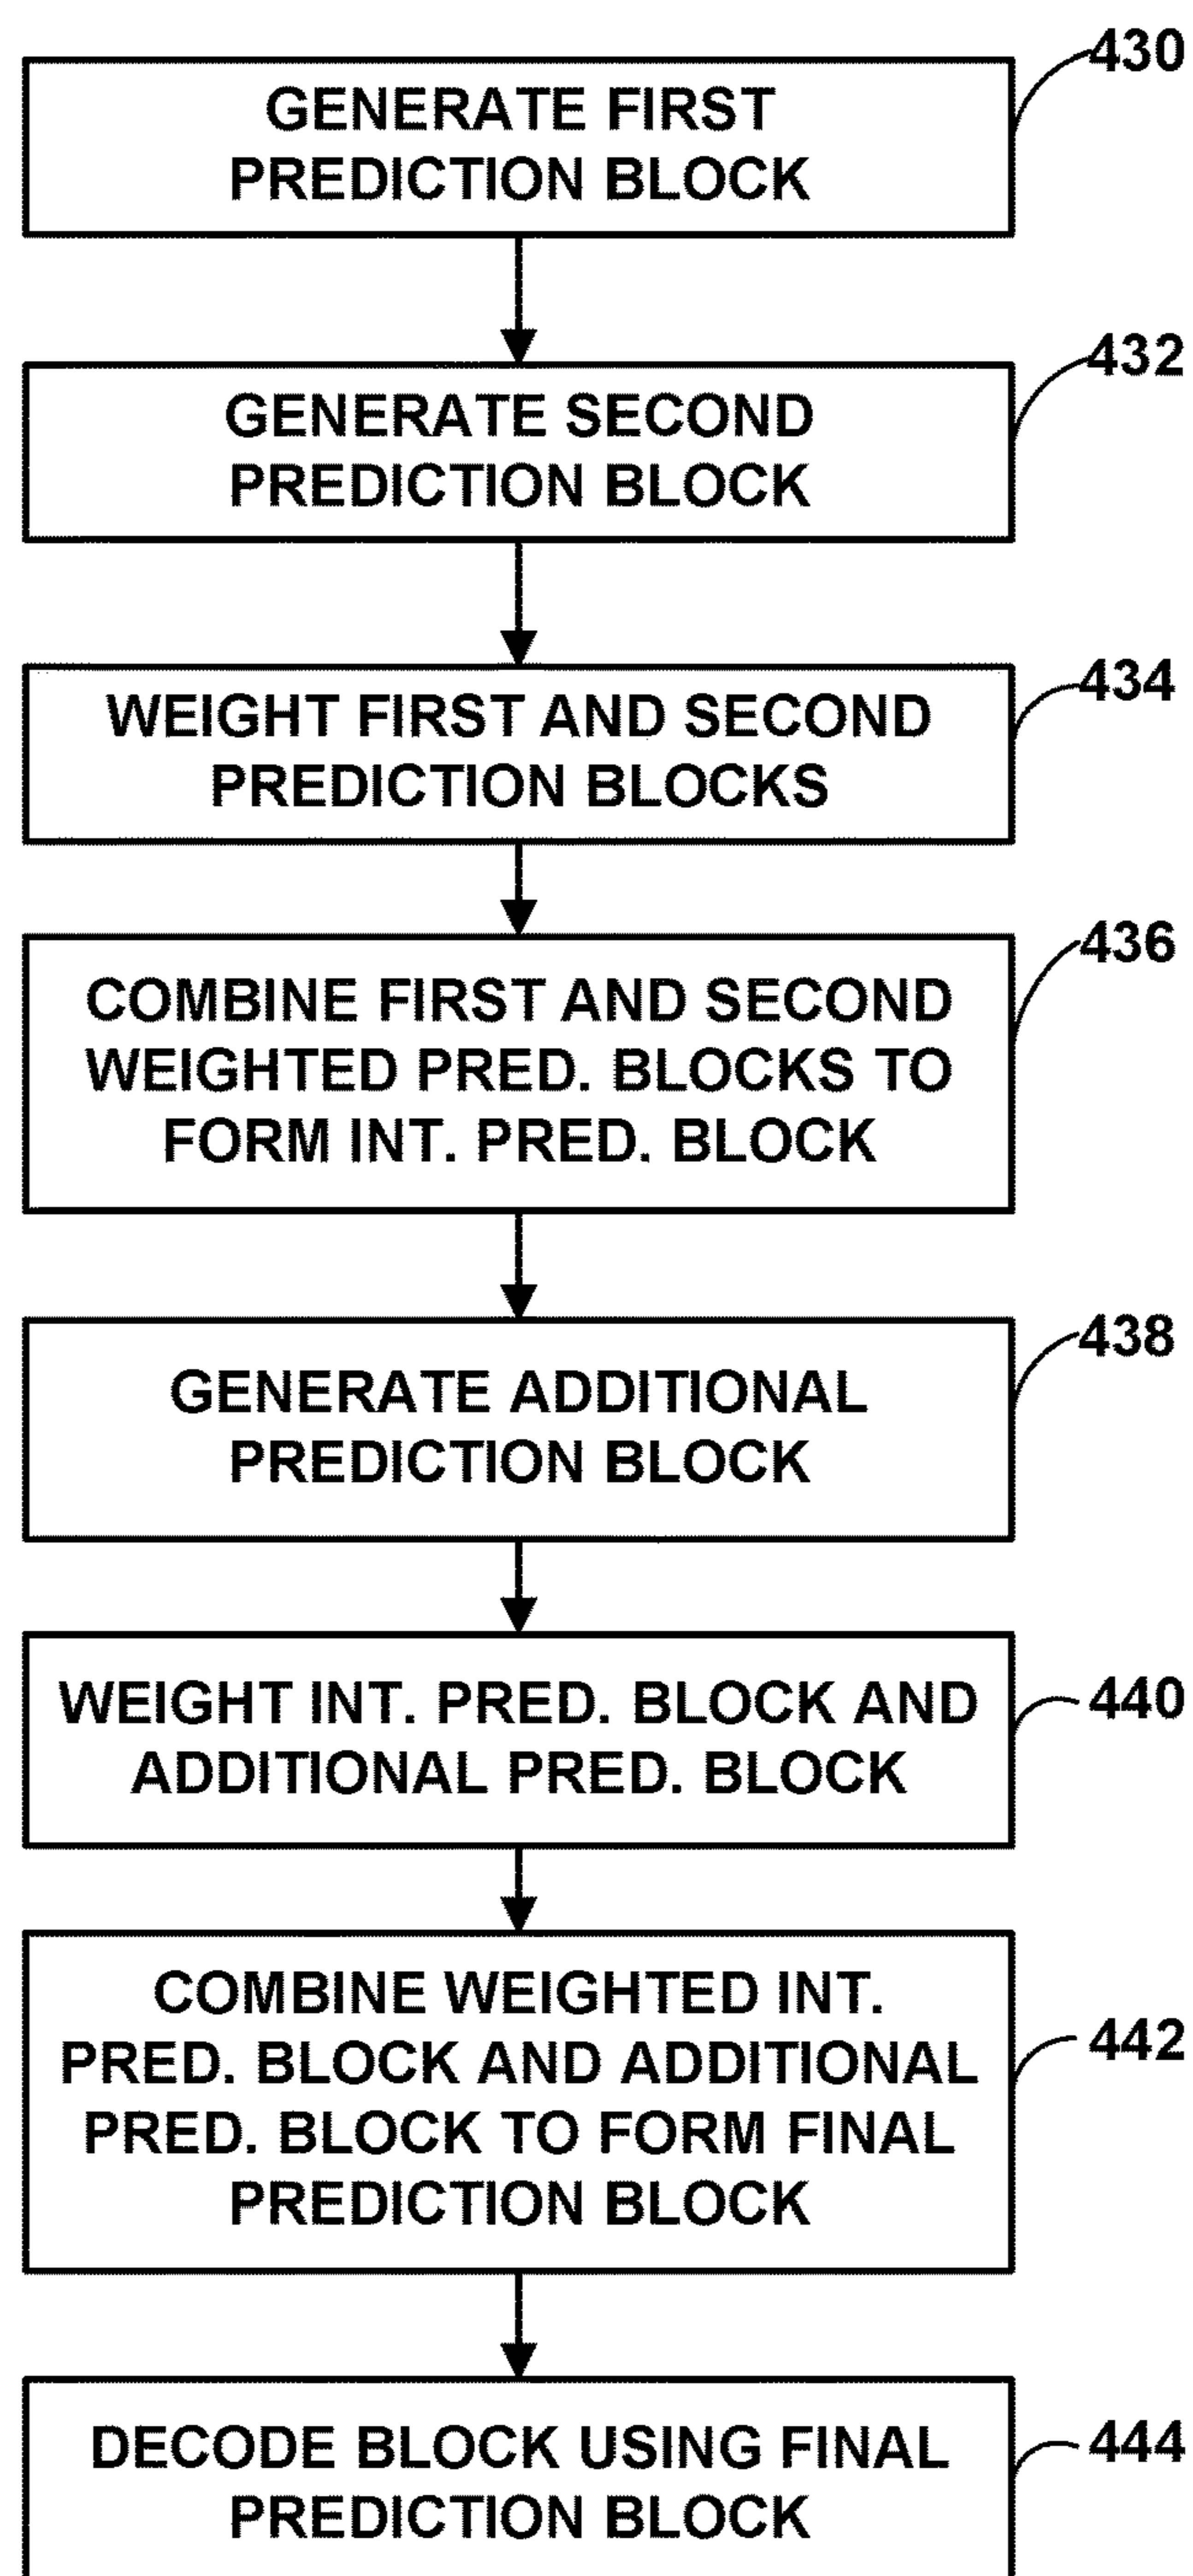 430
GENERATE FIRST
PREDICTION BLOCK
432
GENERATE SECOND
PREDICTION BLOCK
434
WEIGHT FIRST AND SECOND
PREDICTION BLOCKS
436
COMBINE FIRST AND SECOND
WEIGHTED PRED. BLOCKS TO
FORM INT. PRED. BLOCK
438
GENERATE ADDITIONAL
PREDICTION BLOCK
440
WEIGHT INT. PRED. BLOCK AND
ADDITIONAL PRED. BLOCK
442
COMBINE WEIGHTED INT.
PRED. BLOCK AND ADDITIONAL
PRED. BLOCK TO FORM FINAL
PREDICTION BLOCK
444
DECODE BLOCK USING FINAL
PREDICTION BLOCK